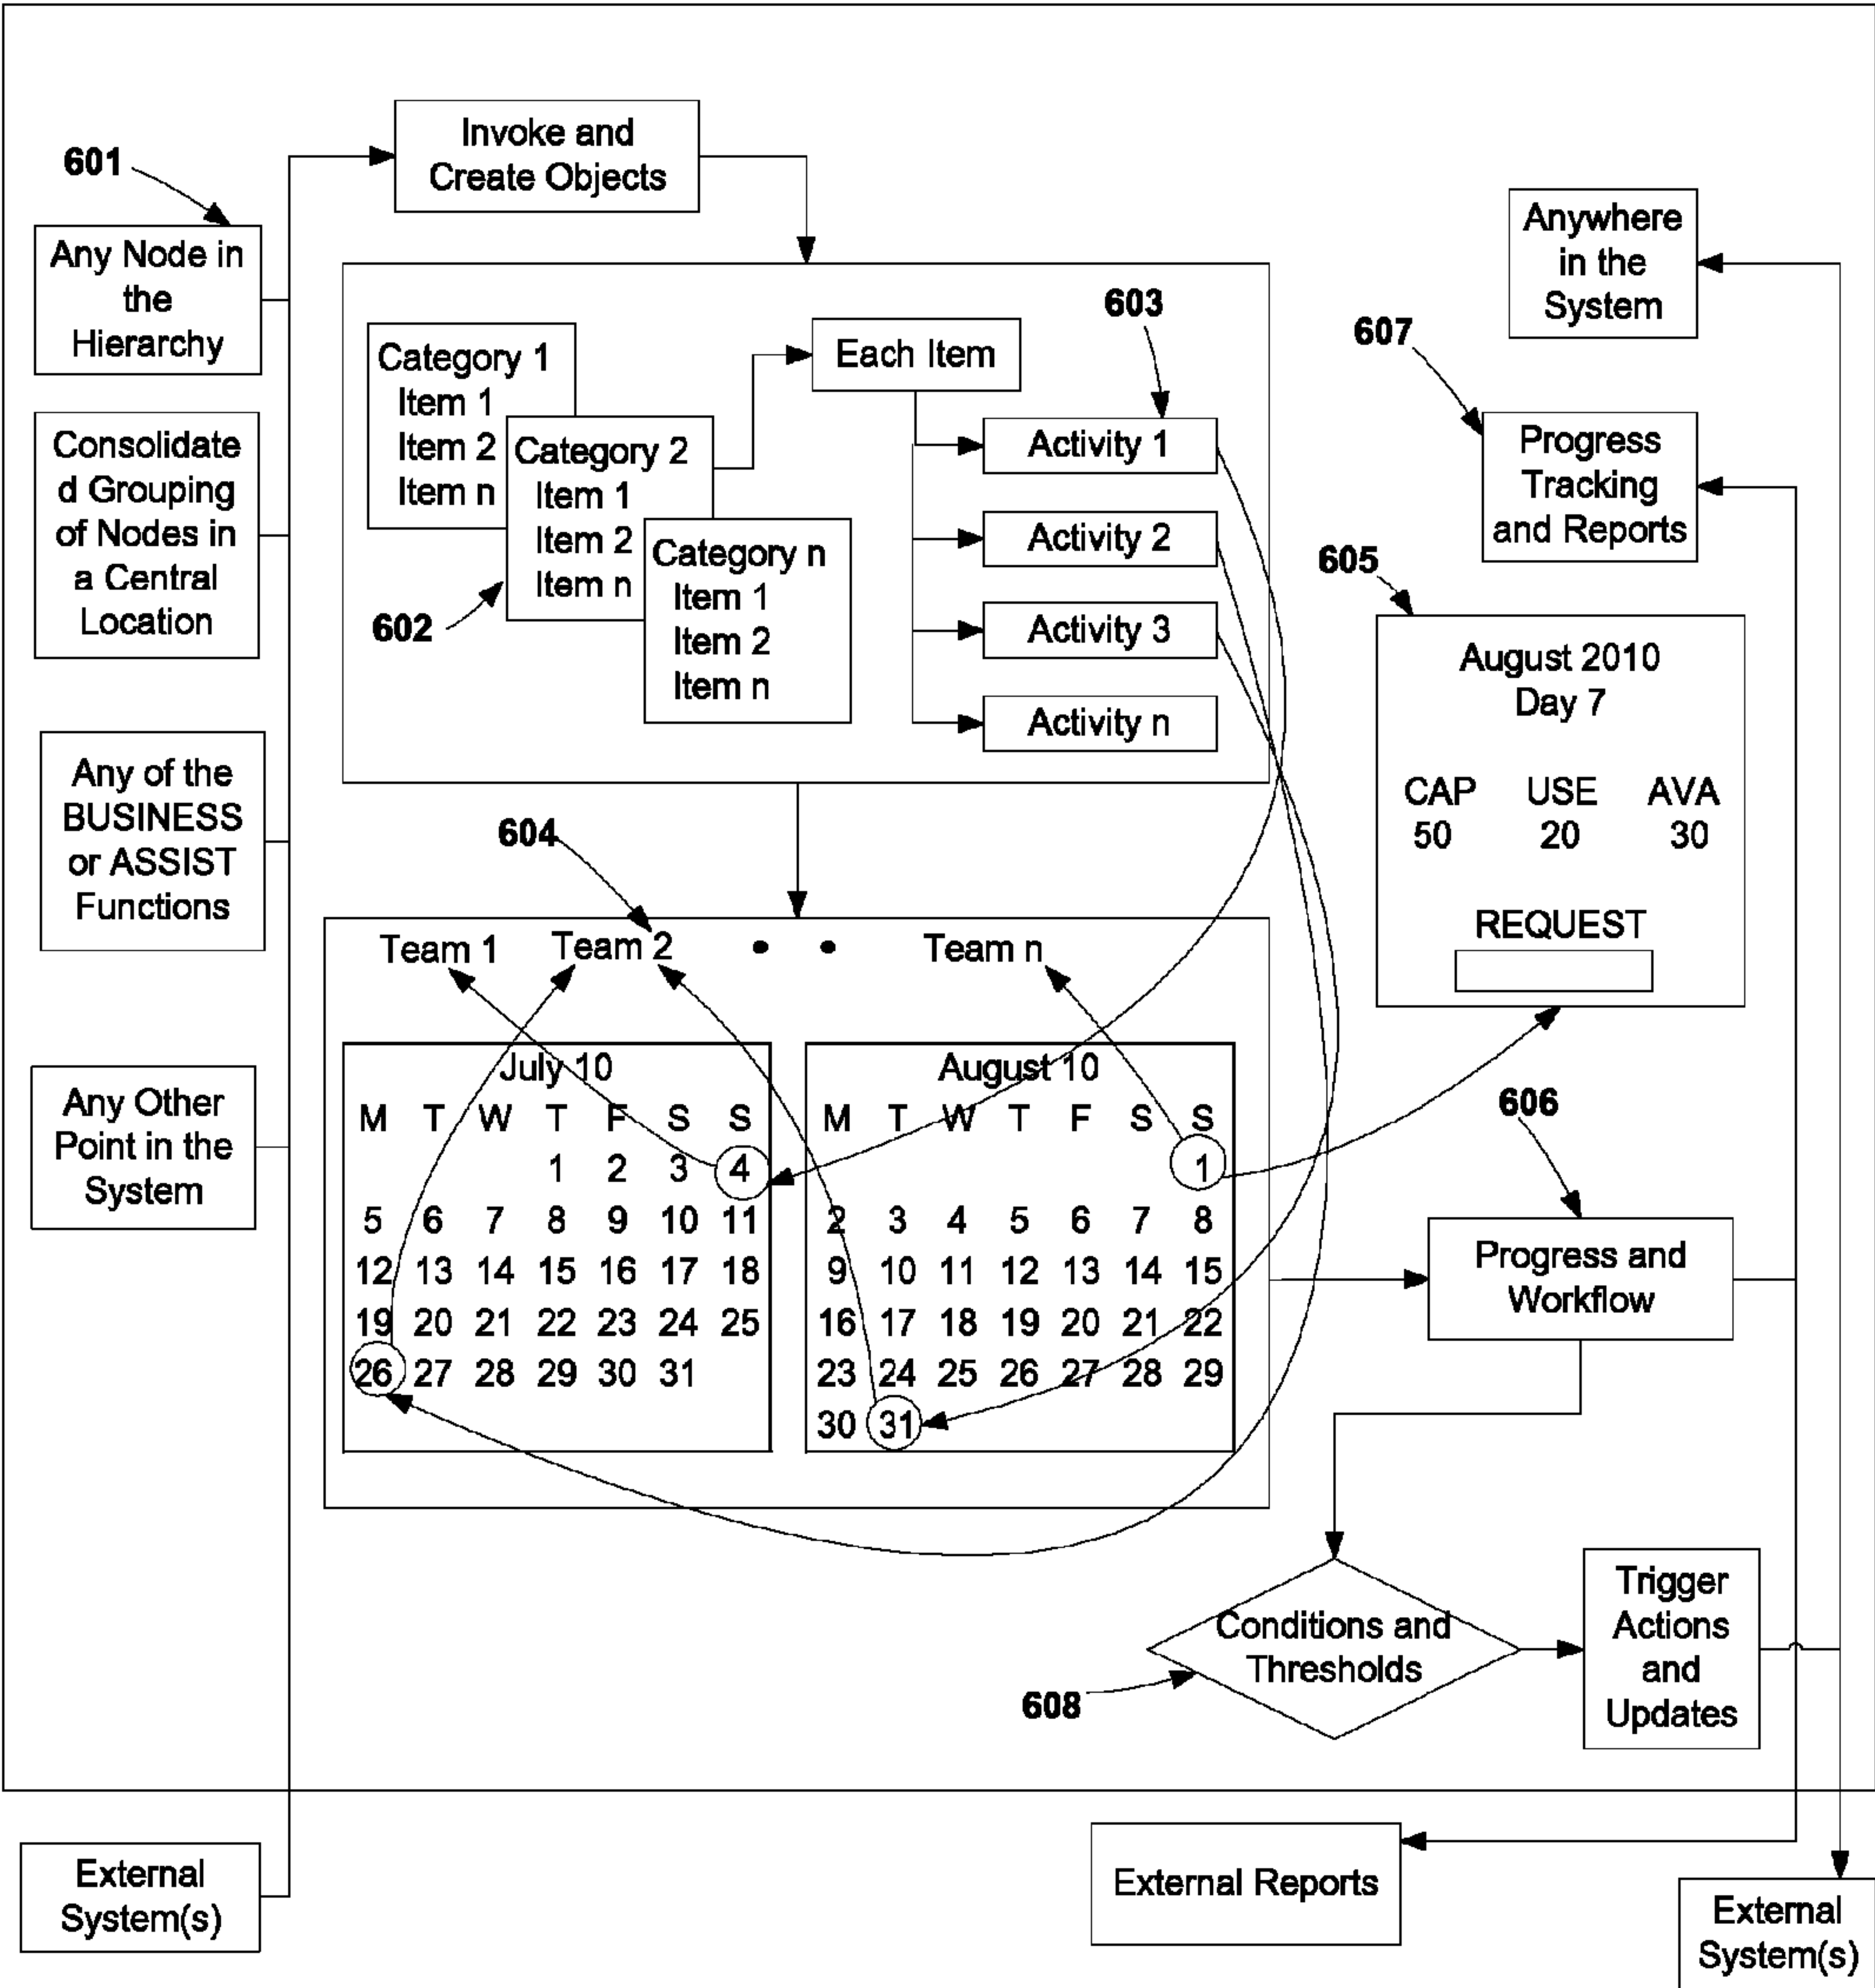 601
Any Node in
the
Hierarchy
Consolidate
d Grouping
of Nodes in
a Central
Location
Any of the
BUSINESS
or ASSIST
Functions
Any Other
Point in the
System
External
System(s)
Invoke and
Create Objects
Category 1
Item 1
Item 2
Item n
Category 2
Item 1
Item 2
Item n
Category n
Item 1
Item 2
Item n
602
Each Item
603
Activity 1
Activity 2
Activity 3
Activity n
604
Team 1 Team 2 • • Team n
July 10
M T W T F S S
1 2 3 4
5 6 7 8 9 10 11
12 13 14 15 16 17 18
19 20 21 22 23 24 25
26 27 28 29 30 31
August 10
M T W T F S S
1
2 3 4 5 6 7 8
9 10 11 12 13 14 15
16 17 18 19 20 21 22
23 24 25 26 27 28 29
30 31
Anywhere
in the
System
607
Progress
Tracking
and Reports
605
August 2010
Day 7
CAP USE AVA
50 20 30
REQUEST
606
Progress and
Workflow
Conditions and
Thresholds
608
Trigger
Actions
and
Updates
External Reports
External
System(s)